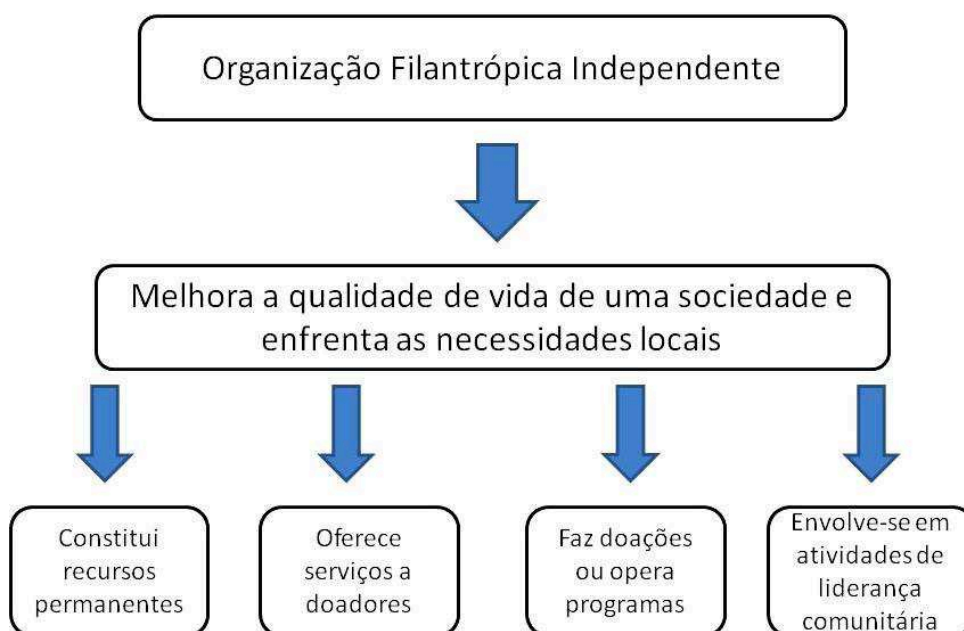 Organização Filantrópica Independente
Melhora a qualidade de vida de uma sociedade e
enfrenta as necessidades locais
Constitui
recursos
permanentes
Oferece
serviços a
doadores
Faz doações
ou opera
programas
Envolve-se em
atividades de
liderança
comunitária